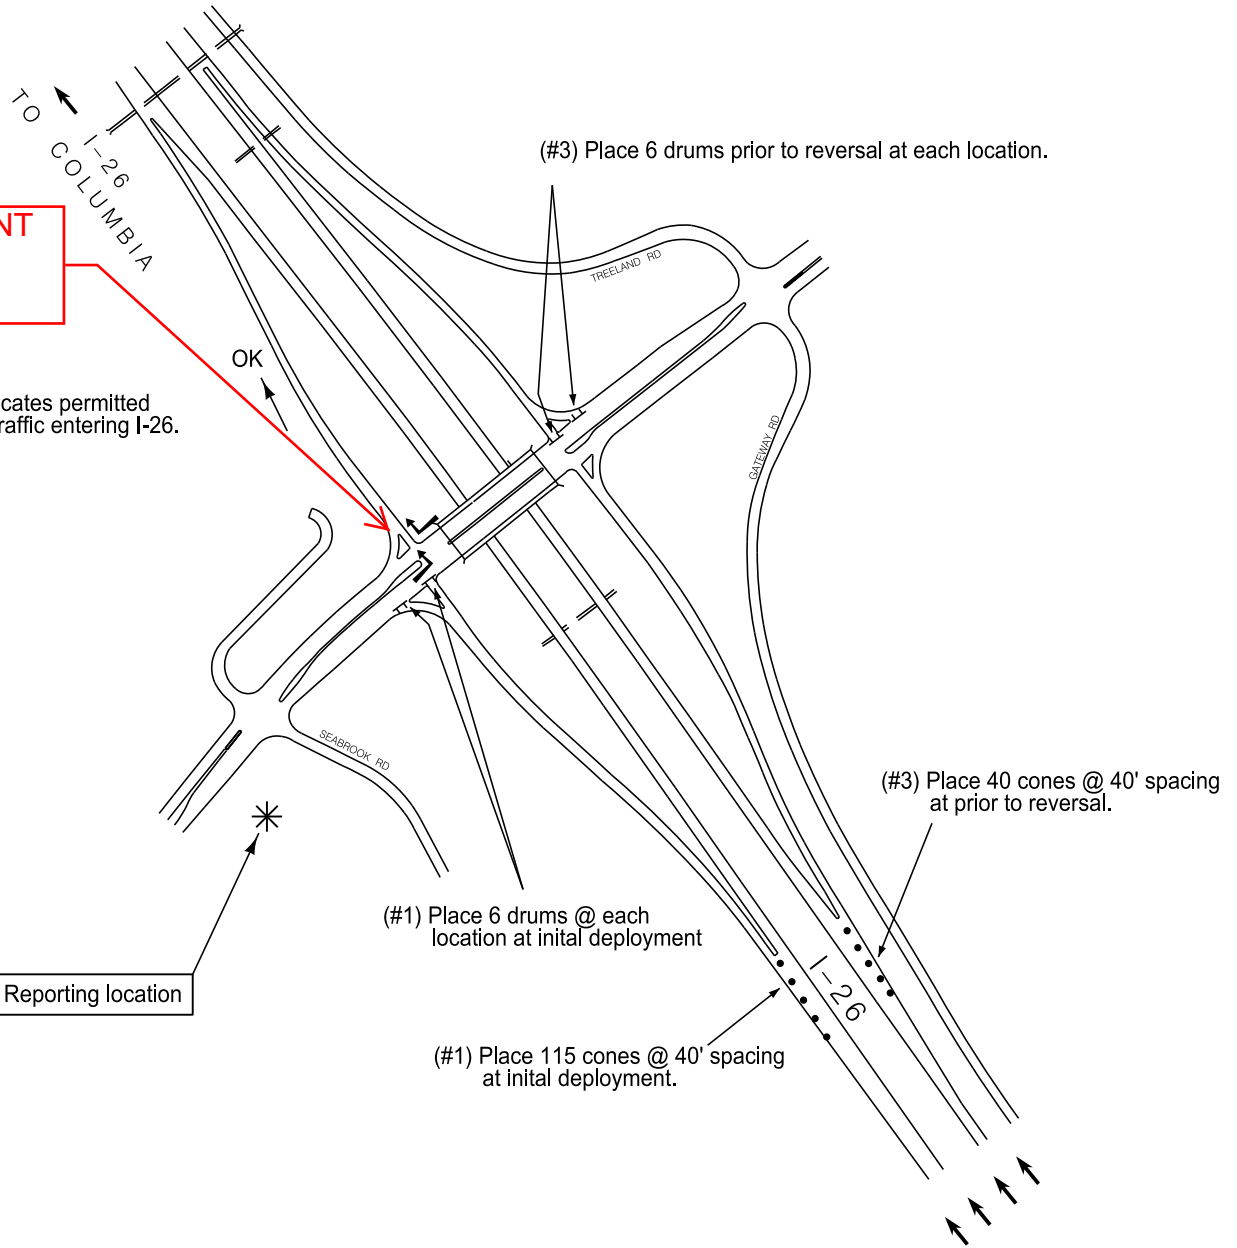 TO COLUMBIA
I-26
(#3) Place 6 drums prior to reversal at each location.
NT
TREELAND RD
OK
cates permitted
raffic entering I-26.
GATEWAY RD
SEABROOK RD
(#3) Place 40 cones @ 40' spacing
at prior to reversal.
(#1) Place 6 drums @ each
location at inital deployment
Reporting location
I-26
(#1) Place 115 cones @ 40' spacing
at inital deployment.